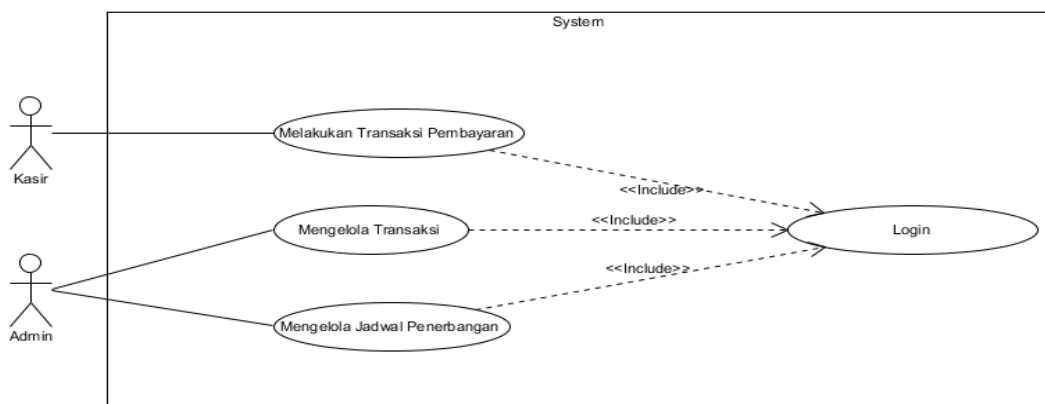 System
Melakukan Transaksi Pembayaran
Kasir
<<Include>>
Mengelola Transaksi
<<Include>>
Login
<<Include>>
Mengelola Jadwal Penerbangan
Admin